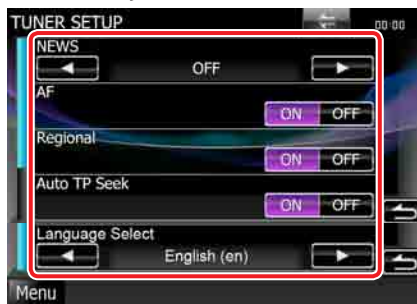 TUNER SETUP 00:00
NEWS
OFF
AF
ON OFF
Regional
ON OFF
Auto TP Seek
ON OFF
Language Select
English (en)
Menu